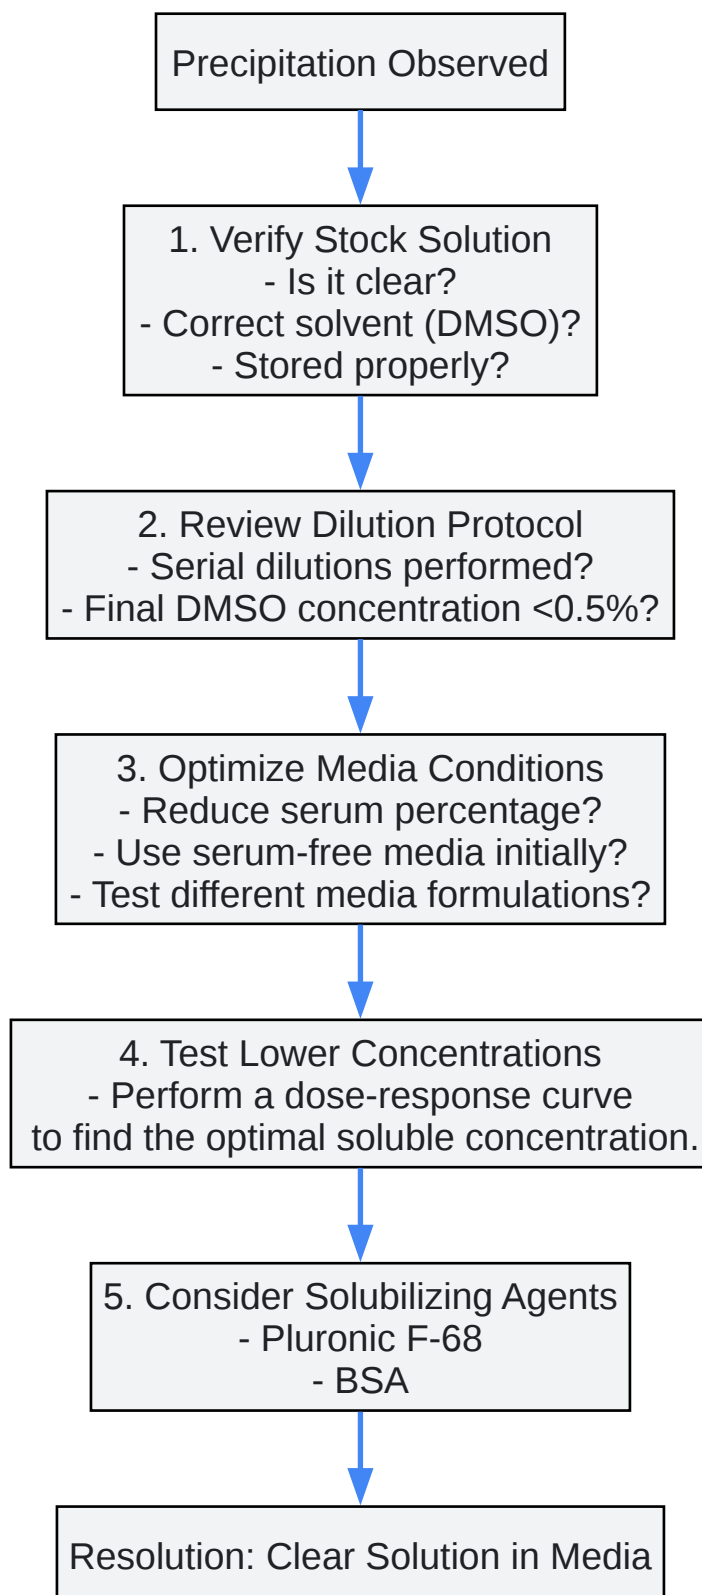 Precipitation Observed
1. Verify Stock Solution
- Is it clear?
- Correct solvent (DMSO)?
- Stored properly?
2. Review Dilution Protocol
- Serial dilutions performed?
- Final DMSO concentration <0.5%?
3. Optimize Media Conditions
- Reduce serum percentage?
- Use serum-free media initially?
- Test different media formulations?
4. Test Lower Concentrations
- Perform a dose-response curve
to find the optimal soluble concentration.
5. Consider Solubilizing Agents
- Pluronic F-68
- BSA
Resolution: Clear Solution in Media